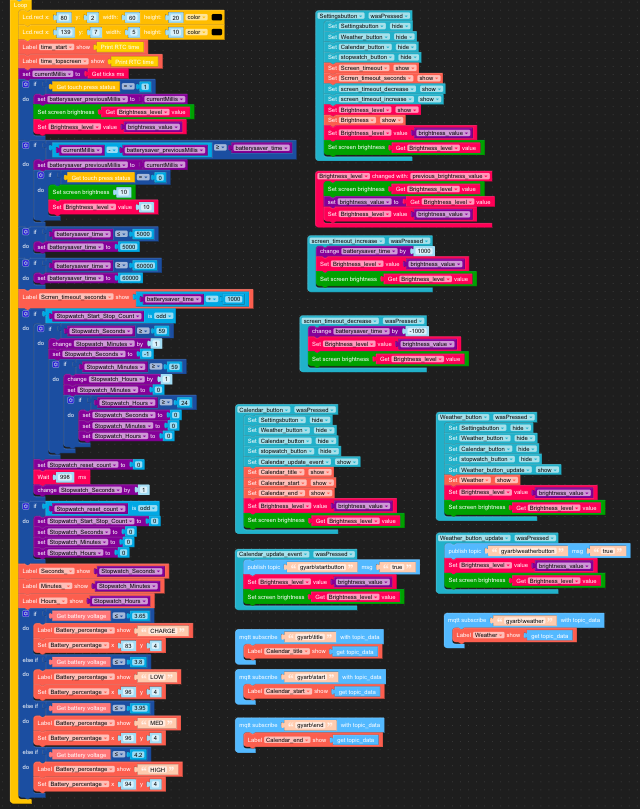 Loop
Lcd.rect x: 80 y: 2 width: 60 height: 20 color
Lcd.rect x: 139 y: 7 width: 5 height: 10 color
Label time_start show Print RTC time
Label time_topscreen show Print RTC time
set currentMillis to Get ticks ms
if Get touch press status = 1
do set batterysaver_previousMillis to currentMillis
Set screen brightness Get Brightness_level value
Set Brightness_level value brightness_value
if currentMillis - batterysaver_previousMillis ≥ batterysaver_time
do set batterysaver_previousMillis to currentMillis
if Get touch press status = 0
do Set screen brightness 10
Set Brightness_level value 10
if batterysaver_time ≤ 5000
do set batterysaver_time to 5000
if batterysaver_time ≥ 60000
do set batterysaver_time to 60000
Label Scrren_timeout_seconds show batterysaver_time ÷ 1000
if Stopwatch_Start_Stop_Count is odd
do if Stopwatch_Seconds ≥ 59
do change Stopwatch_Minutes by 1
set Stopwatch_Seconds to -1
if Stopwatch_Minutes ≥ 59
do change Stopwatch_Hours by 1
set Stopwatch_Minutes to 0
if Stopwatch_Hours ≥ 24
do set Stopwatch_Seconds to 0
set Stopwatch_Minutes to 0
set Stopwatch_Hours to 0
set Stopwatch_reset_count to 0
Wait 998 ms
change Stopwatch_Seconds by 1
if Stopwatch_reset_count is odd
do set Stopwatch_Start_Stop_Count to 0
set Stopwatch_Seconds to 0
set Stopwatch_Minutes to 0
set Stopwatch_Hours to 0
Label Seconds show Stopwatch_Seconds
Label Minutes show Stopwatch_Minutes
Label Hours show Stopwatch_Hours
if Get battery voltage ≤ 3.65
do Label Battery_percentage show CHARGE
Set Battery_percentage x 83 y 4
else if Get battery voltage ≤ 3.8
do Label Battery_percentage show LOW
Set Battery_percentage x 96 y 4
else if Get battery voltage ≤ 3.95
do Label Battery_percentage show MED
Set Battery_percentage x 96 y 4
else if Get battery voltage ≤ 4.2
do Label Battery_percentage show HIGH
Set Battery_percentage x 94 y 4
Settingsbutton wasPressed
Set Settingsbutton hide
Set Weather_button hide
Set Calendar_button hide
Set stopwatch_button hide
Set Screen_timeout show
Set Scrren_timeout_seconds show
Set screen_timeout_decrease show
Set screen_timeout_increase show
Set Brightness_level show
Set Brightness show
Set Brightness_level value brightness_value
Set screen brightness Get Brightness_level value
Brightness_level changed with: previous_brightness_value
Set screen brightness Get Brightness_level value
set brightness_value to Get Brightness_level value
Set Brightness_level value brightness_value
screen_timeout_increase wasPressed
change batterysaver_time by 1000
Set Brightness_level value brightness_value
Set screen brightness Get Brightness_level value
screen_timeout_decrease wasPressed
change batterysaver_time by -1000
Set Brightness_level value brightness_value
Set screen brightness Get Brightness_level value
Calendar_button wasPressed
Set Settingsbutton hide
Set Weather_button hide
Set Calendar_button hide
Set stopwatch_button hide
Set Calendar_update_event show
Set Calendar_title show
Set Calendar_start show
Set Calendar_end show
Set Brightness_level value brightness_value
Set screen brightness Get Brightness_level value
Calendar_update_event wasPressed
publish topic gyarb\startbutton msg true
Set Brightness_level value brightness_value
Set screen brightness Get Brightness_level value
mqtt subscribe gyarb\title with topic_data
Label Calendar_title show get topic_data
mqtt subscribe gyarb\start with topic_data
Label Calendar_start show get topic_data
mqtt subscribe gyarb\end with topic_data
Label Calendar_end show get topic_data
Weather_button wasPressed
Set Settingsbutton hide
Set Weather_button hide
Set Calendar_button hide
Set stopwatch_button hide
Set Weather_button_update show
Set Weather show
Set Brightness_level value brightness_value
Set screen brightness Get Brightness_level value
Weather_button_update wasPressed
publish topic gyarb\weatherbutton msg true
Set Brightness_level value brightness_value
Set screen brightness Get Brightness_level value
mqtt subscribe gyarb\weather with topic_data
Label Weather show get topic_data